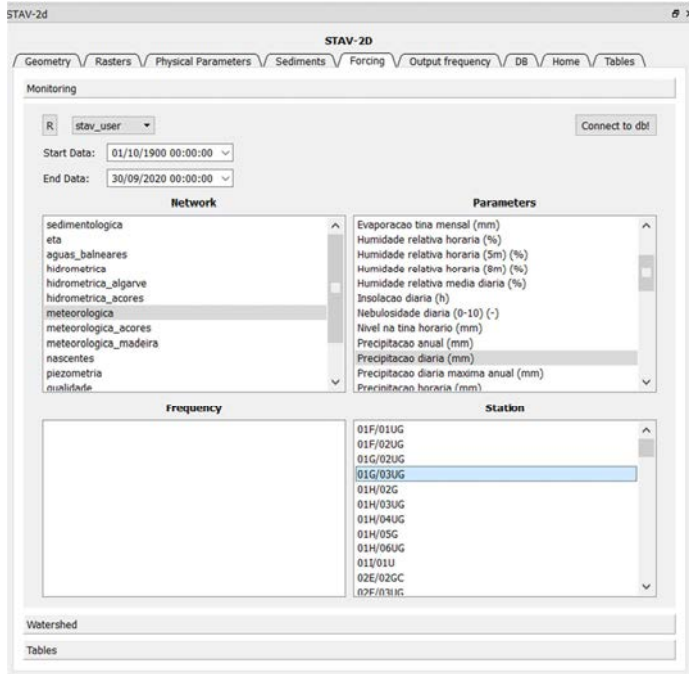 STAV-2d
STAV-2D
Geometry Rasters Physical Parameters Sediments Forcing Output frequency DB Home Tables
Monitoring
R stav_user Connect to db!
Start Data: 01/10/1900 00:00:00
End Data: 30/09/2020 00:00:00
Network
sedimentologica
eta
aguas_balneares
hidrometrica
hidrometrica_algarve
hidrometrica_acores
meteorologica
meteorologica_acores
meteorologica_madeira
nascentes
piezometria
qualidade
Parameters
Evaporacao tina mensal (mm)
Humidade relativa horaria (%)
Humidade relativa horaria (5m) (%)
Humidade relativa horaria (8m) (%)
Humidade relativa media diaria (%)
Insolacao diaria (h)
Nebulosidade diaria (0-10) (-)
Nivel na tina horario (mm)
Precipitacao anual (mm)
Precipitacao diaria (mm)
Precipitacao diaria maxima anual (mm)
Precipitacao horaria (mm)
Frequency
Station
01F/01UG
01F/02UG
01G/02UG
01G/03UG
01H/02G
01H/03UG
01H/04UG
01H/05G
01H/06UG
01I/01U
02E/02GC
02F/03UG
Watershed
Tables